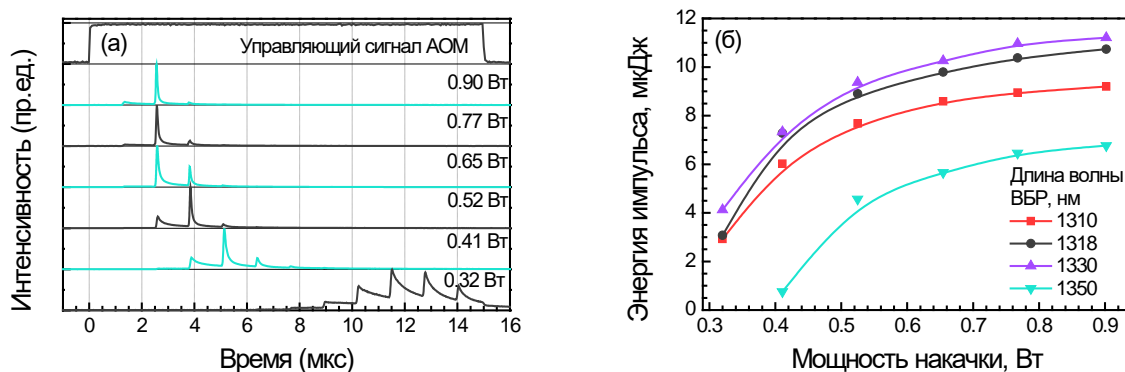 (а)
Управляющий сигнал АОМ
0.90 Вт
0.77 Вт
0.65 Вт
0.52 Вт
0.41 Вт
0.32 Вт
Интенсивность (пр.ед.)
0 2 4 6 8 10 12 14 16
Время (мкс)
(б)
Энергия импульса, мкДж
12
10
8
6
4
2
0
0.3 0.4 0.5 0.6 0.7 0.8 0.9
Мощность накачки, Вт
Длина волны
ВБР, нм
1310
1318
1330
1350